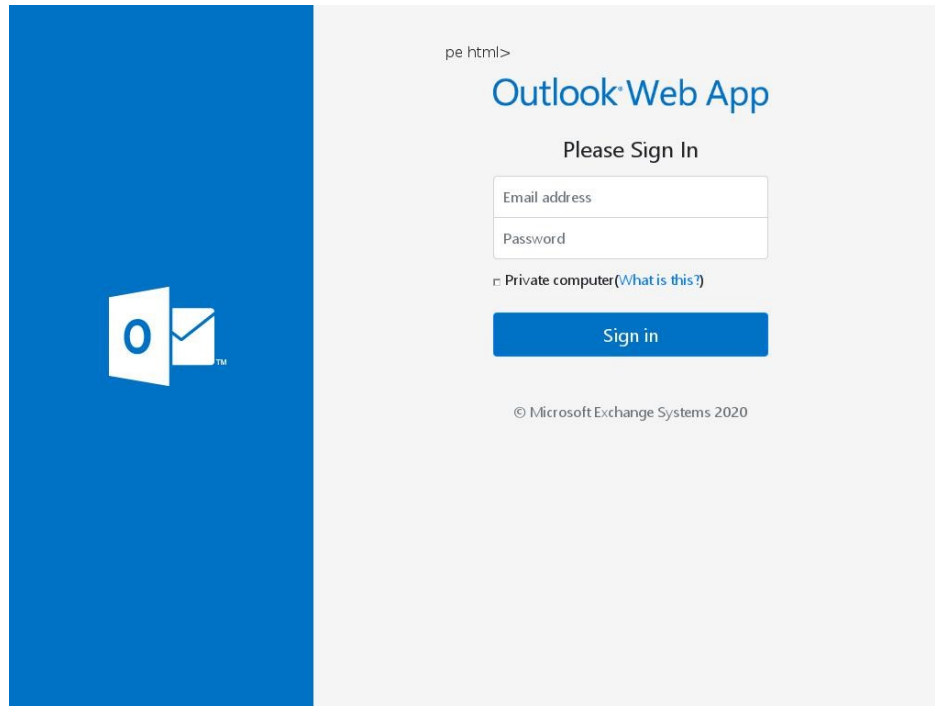 pe html>
Outlook® Web App
Please Sign In
Email address
Password
Private computer(What is this?)
O
TM
Sign in
© Microsoft Exchange Systems 2020